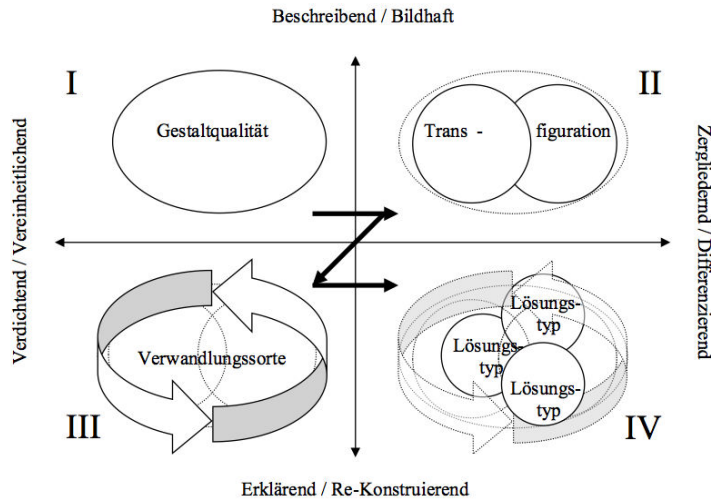 Beschreibend / Bildhaft
I
II
Gestaltqualität
Trans - figuration
Verdichtend / Vereinheitlichend
Zergliedernd / Differenzierend
Verwandlungssorte
Lösungs-
typ
Lösungs-
typ
Lösungs-
typ
III
IV
Erklärend / Re-Konstruierend